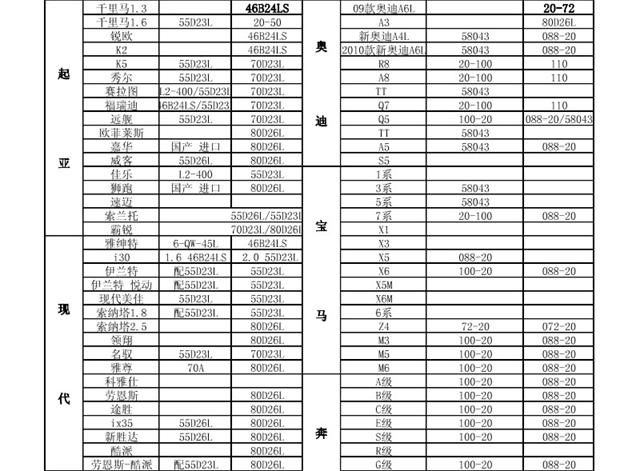 千里马1.3 46B24LS 09款奥迪A6L 20-72
千里马1.6 55D23L 20-50 A3 80D26L
锐欧 46B24LS 新奥迪A4L 58043 088-20
K2 46B24LS 奥 2010款新奥迪A6L 58043 088-20
起 K5 55D23L 70D23L R8 20-100 110
秀尔 55D23L 70D23L A8 20-100 110
赛拉图 L2-400/55D23L 70D23L TT 58043
福瑞迪 46B24LS/55D23L 70D23L Q7 20-100 110
远舰 55D23L 70D23L 迪 Q5 100-20 088-20/58043
欧菲莱斯 80D26L TT 58043
嘉华 国产 进口 80D26L A5 58043 088-20
亚 威客 55D26L 80D26L S5
佳乐 L2-400 55D23L 1系
狮跑 国产 进口 80D26L 3系 58043
速迈 5系 58043
索兰托 55D26L/55D23L 宝 7系 20-100 088-20
霸锐 70D23L/80D26L X1
雅绅特 6-QW-45L 46B24LS X3
i30 1.6 46B24LS 2.0 55D23L X5 088-20
伊兰特 配55D23L 55D23L X6 100-20 088-20
伊兰特 悦动 配55D23L 55D23L X5M
现代美佳 55D23L 55D23L X6M
现 索纳塔1.8 配55D23L 55D23L 马 6系
索纳塔2.5 80D26L Z4 72-20 072-20
领翔 80D26L M3 100-20 088-20
名驭 55D23L 70D23L M5 100-20 088-20
雅尊 70A 80D26L M6 100-20 088-20
科雅仕 A级 100-20 088-20
代 劳恩斯 80D26L B级 100-20 088-20
途胜 80D26L C级 100-20 088-20
ix35 55D26L 80D26L E级 100-20 088-20
新胜达 55D26L 80D26L 奔 S级 100-20 088-20
酷派 80D26L R级
劳恩斯-酷派 配55D23L 80D26L G级 100-20 088-20